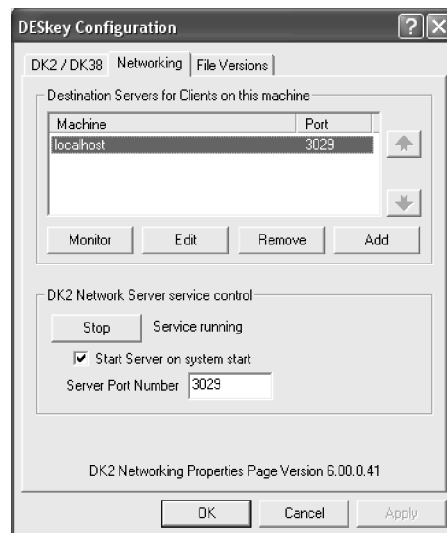 DESkey Configuration
DK2 / DK38 Networking File Versions
Destination Servers for Clients on this machine
Machine Port
localhost 3029
Monitor Edit Remove Add
DK2 Network Server service control
Stop Service running
Start Server on system start
Server Port Number 3029
DK2 Networking Properties Page Version 6.00.0.41
OK Cancel Apply